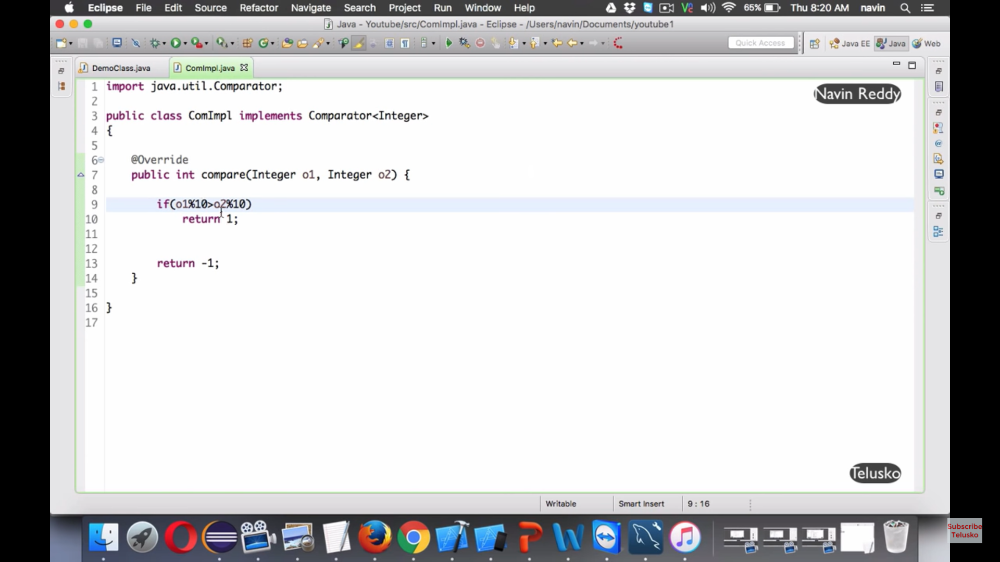 Eclipse File Edit Source Refactor Navigate Search Project Run Window Help 65% Thu 8:20 AM navin
Java - Youtube/src/ComImpl.java - Eclipse - /Users/navin/Documents/youtube1
Quick Access Java EE Java Web
DemoClass.java ComImpl.java
1 import java.util.Comparator;
Navin Reddy
2
3 public class ComImpl implements Comparator<Integer>
4 {
5
6 @Override
7 public int compare(Integer o1, Integer o2) {
8
9 if(o1%10>o2%10)
10 return 1;
11
12
13 return -1;
14 }
15
16 }
17
Telusko
Writable Smart Insert 9 : 16
Subscribe
Telusko